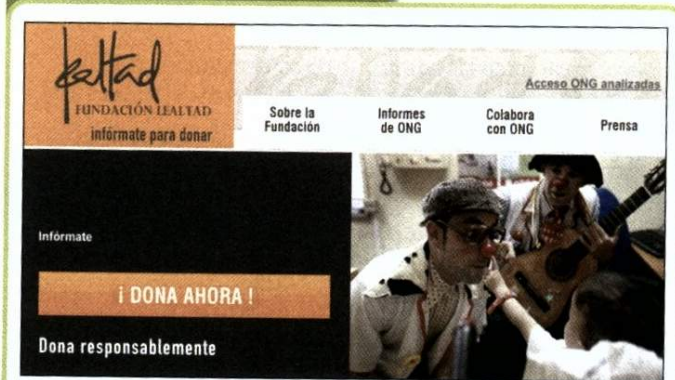 Lealtad
FUNDACIÓN LEALTAD
infórmate para donar
Acceso ONG analizadas
Sobre la
Fundación
Informes
de ONG
Colabora
con ONG
Prensa
Infórmate
¡ DONA AHORA !
Dona responsablemente